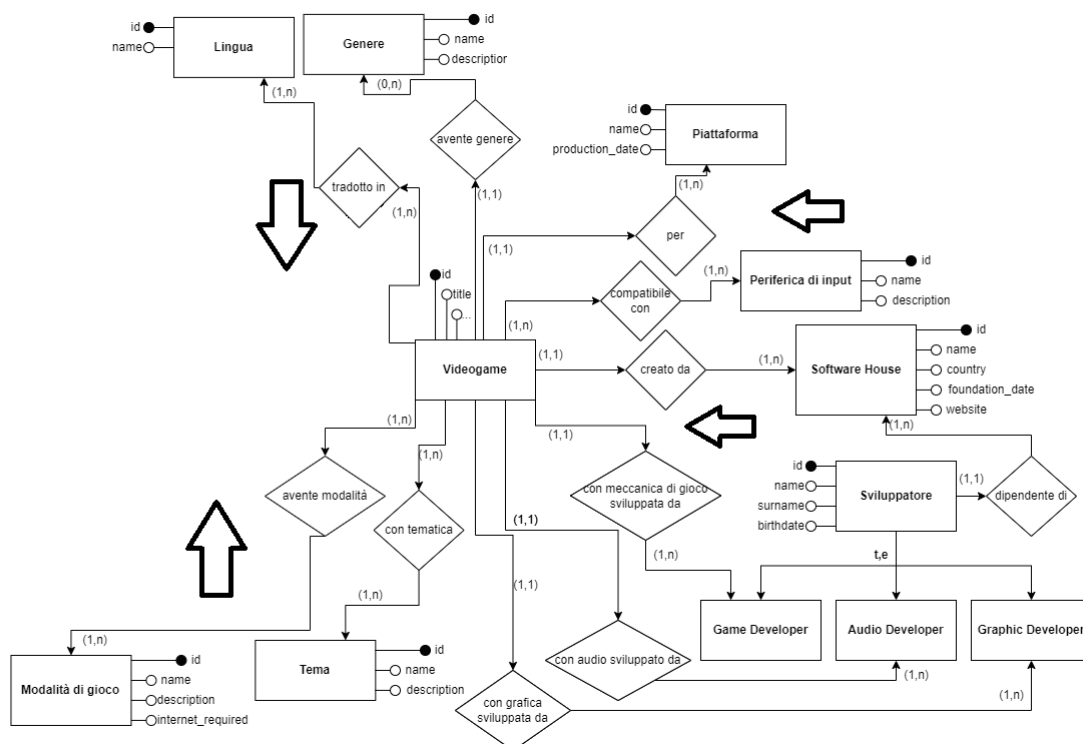 id
name
Lingua
Genere
id
name
descriptior
(1,n)
(0,n)
avente genere
tradotto in
(1,n)
(1,1)
id
name
production_date
Piattaforma
(1,n)
per
(1,1)
compatibile
con
(1,n)
(1,n)
Periferica di input
id
name
description
id
title
...
Videogame
(1,1)
creato da
(1,n)
Software House
id
name
country
foundation_date
website
(1,n)
(1,n)
(1,n)
(1,1)
avente modalitá
con tematica
con meccanica di gioco
sviluppata da
id
name
surname
birthdate
Sviluppatore
(1,1)
dipendente di
(1,1)
(1,1)
(1,n)
t,e
Game Developer
Audio Developer
Graphic Developer
(1,n)
(1,n)
Modalità di gioco
id
name
description
internet_required
Tema
id
name
description
con audio sviluppato da
(1,n)
con grafica
sviluppata da
(1,n)